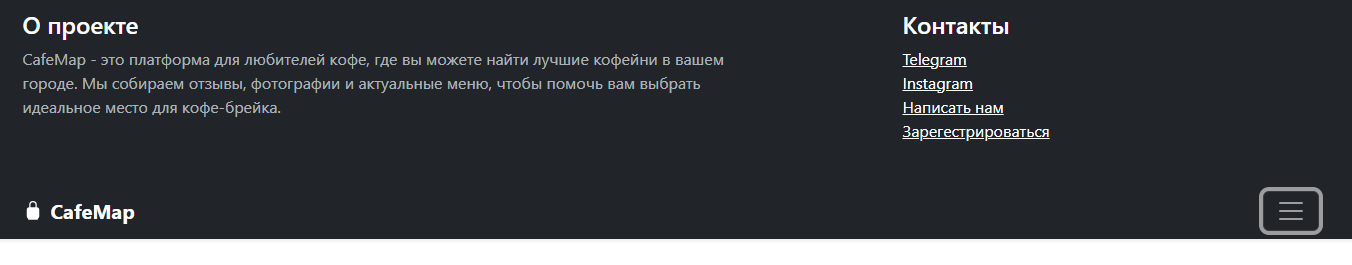 О проекте
CafeMap - это платформа для любителей кофе, где вы можете найти лучшие кофейни в вашем
городе. Мы собираем отзывы, фотографии и актуальные меню, чтобы помочь вам выбрать
идеальное место для кофе-брейка.
Контакты
Telegram
Instagram
Написать нам
Зарегестрироваться
CafeMap